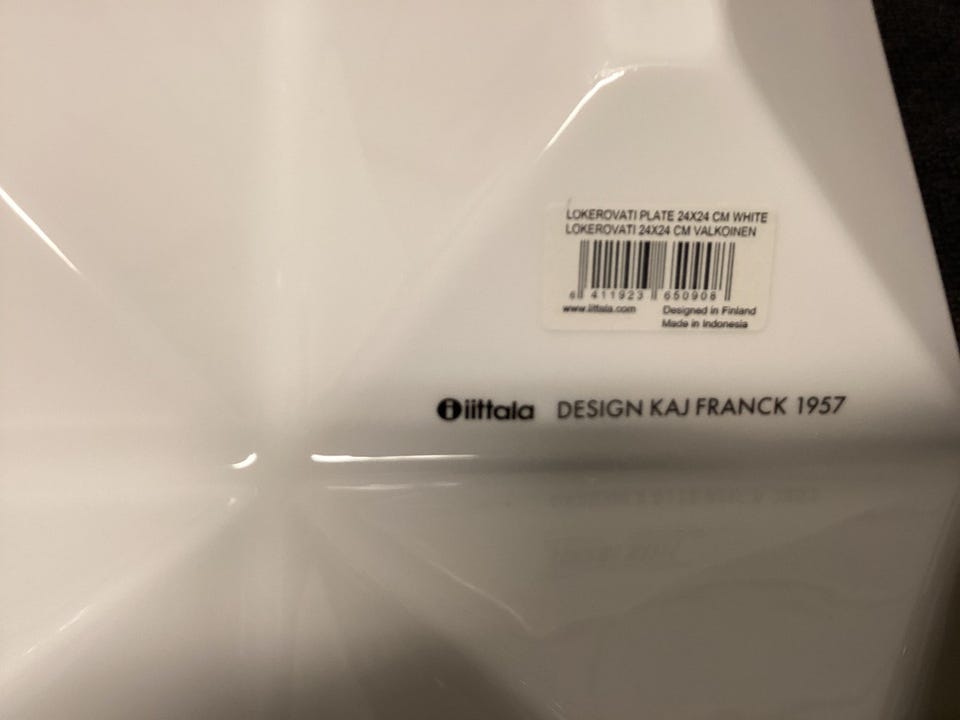 LOKEROVATI PLATE 24X24 CM WHITE
LOKEROVATI 24X24 CM VALKOINEN
6 411923 650908
www.iittala.com Designed in Finland
Made in Indonesia
iittala DESIGN KAJ FRANCK 1957